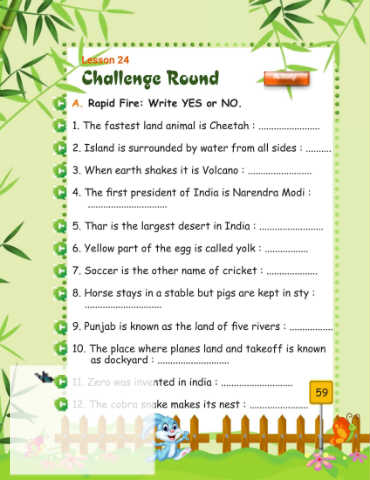 Lesson 24
Challenge Round
A. Rapid Fire: Write YES or NO.
1. The fastest land animal is Cheetah : .......................
2. Island is surrounded by water from all sides : ..........
3. When earth shakes it is Volcano : ........................
4. The first president of India is Narendra Modi :
..............................
5. Thar is the largest desert in India : ........................
6. Yellow part of the egg is called yolk : ................
7. Soccer is the other name of cricket : ...................
8. Horse stays in a stable but pigs are kept in sty :
.............................
9. Punjab is known as the land of five rivers : ................
10. The place where planes land and takeoff is known
as dockyard : ...........................
11. Zero was invented in india : ...........................
59
12. The cobra snake makes its nest : ......................